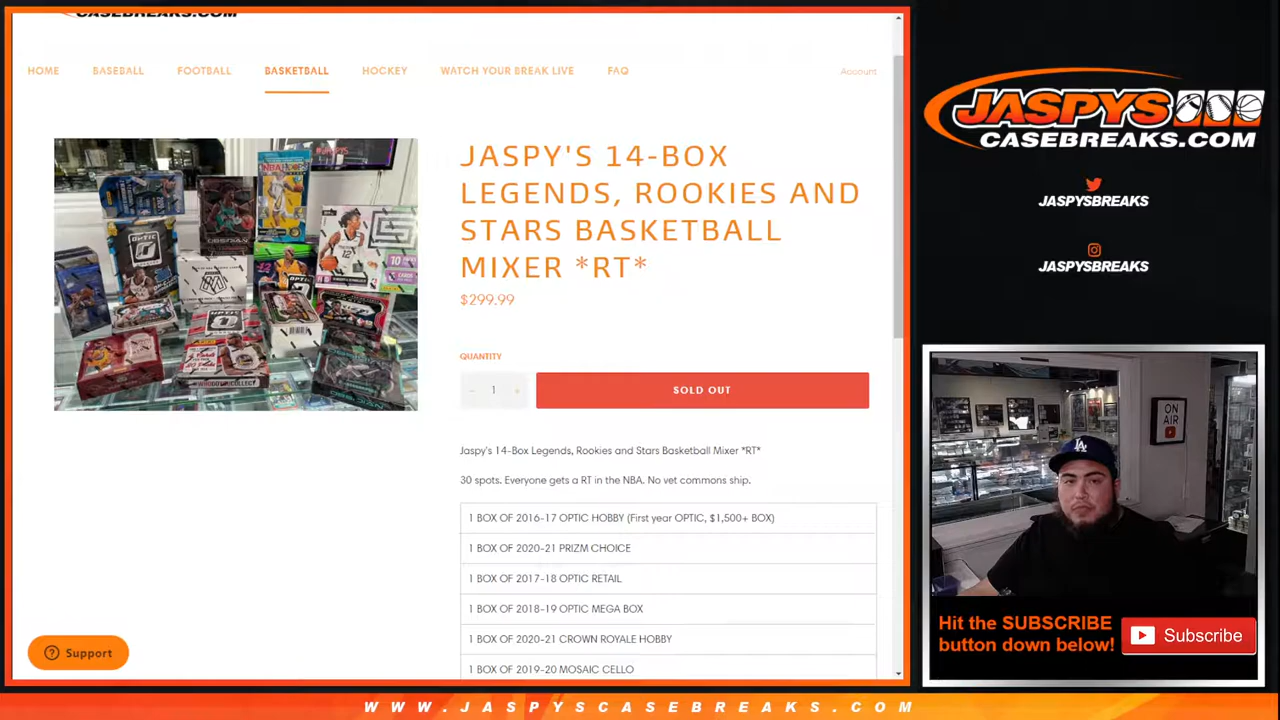 CASEBREAKS.COM
HOME BASEBALL FOOTBALL BASKETBALL HOCKEY WATCH YOUR BREAK LIVE FAQ
Account
JASPY'S 14-BOX
LEGENDS, ROOKIES AND
STARS BASKETBALL
MIXER *RT*
$299.99
QUANTITY
- 1 +
SOLD OUT
Jaspy's 14-Box Legends, Rookies and Stars Basketball Mixer *RT*
30 spots. Everyone gets a RT in the NBA. No vet commons ship.
1 BOX OF 2016-17 OPTIC HOBBY (First year OPTIC, $1,500+ BOX)
1 BOX OF 2020-21 PRIZM CHOICE
1 BOX OF 2017-18 OPTIC RETAIL
1 BOX OF 2018-19 OPTIC MEGA BOX
1 BOX OF 2020-21 CROWN ROYALE HOBBY
1 BOX OF 2019-20 MOSAIC CELLO
Support
OPTIC
OBSIDIAN
JASPYS
CASEBREAKS.COM
JASPYSBREAKS
JASPYSBREAKS
ON
AIR
LA
Hit the SUBSCRIBE
button down below!
Subscribe
WWW.JASPYSCASEBREAKS.COM